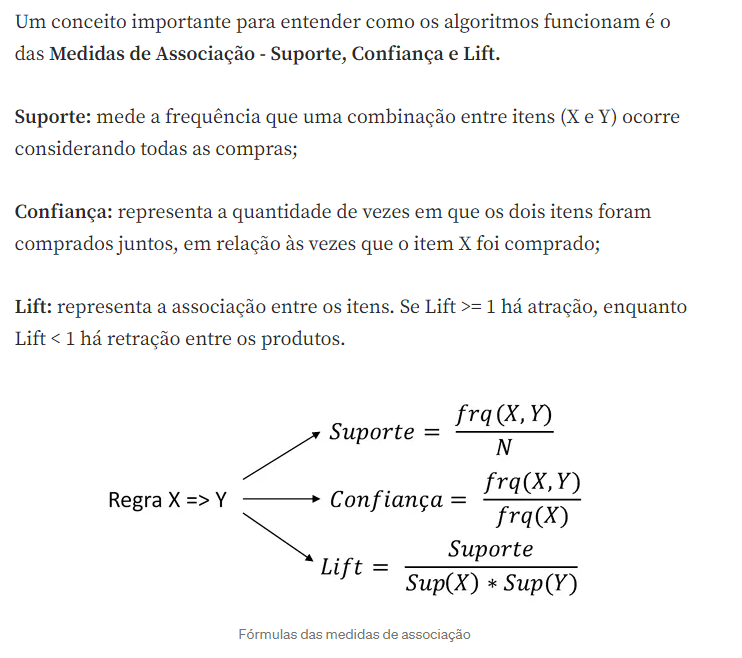 Um conceito importante para entender como os algoritmos funcionam é o
das Medidas de Associação - Suporte, Confiança e Lift.
Suporte: mede a frequência que uma combinação entre itens (X e Y) ocorre
considerando todas as compras;
Confiança: representa a quantidade de vezes em que os dois itens foram
comprados juntos, em relação às vezes que o item X foi comprado;
Lift: representa a associação entre os itens. Se Lift >= 1 há atração, enquanto
Lift < 1 há retração entre os produtos.
Regra X => Y
Suporte = frq(X,Y) / N
Confiança = frq(X,Y) / frq(X)
Lift = Suporte / Sup(X) * Sup(Y)
Fórmulas das medidas de associação